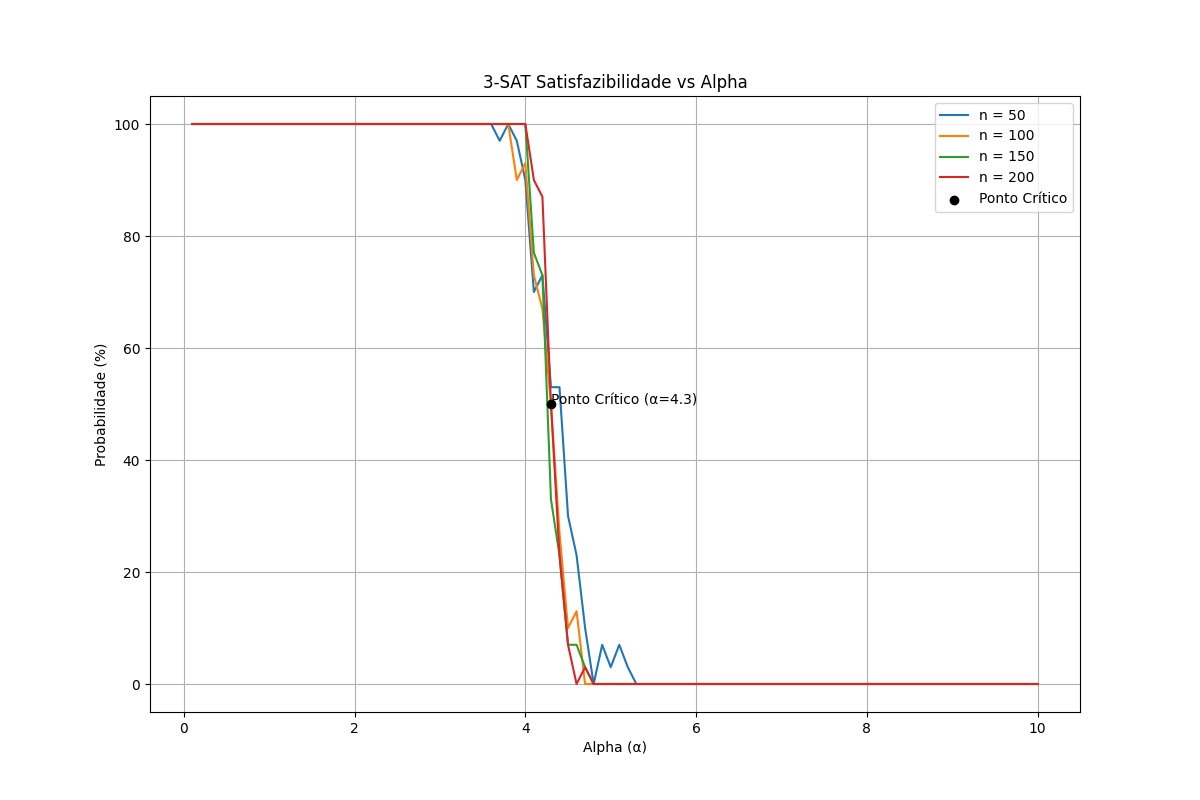 3-SAT Satisfazibilidade vs Alpha
n = 50
n = 100
n = 150
n = 200
Ponto Crítico
100
80
60
40
20
0
Probabilidade (%)
Ponto Crítico (α=4.3)
0 2 4 6 8 10
Alpha (α)